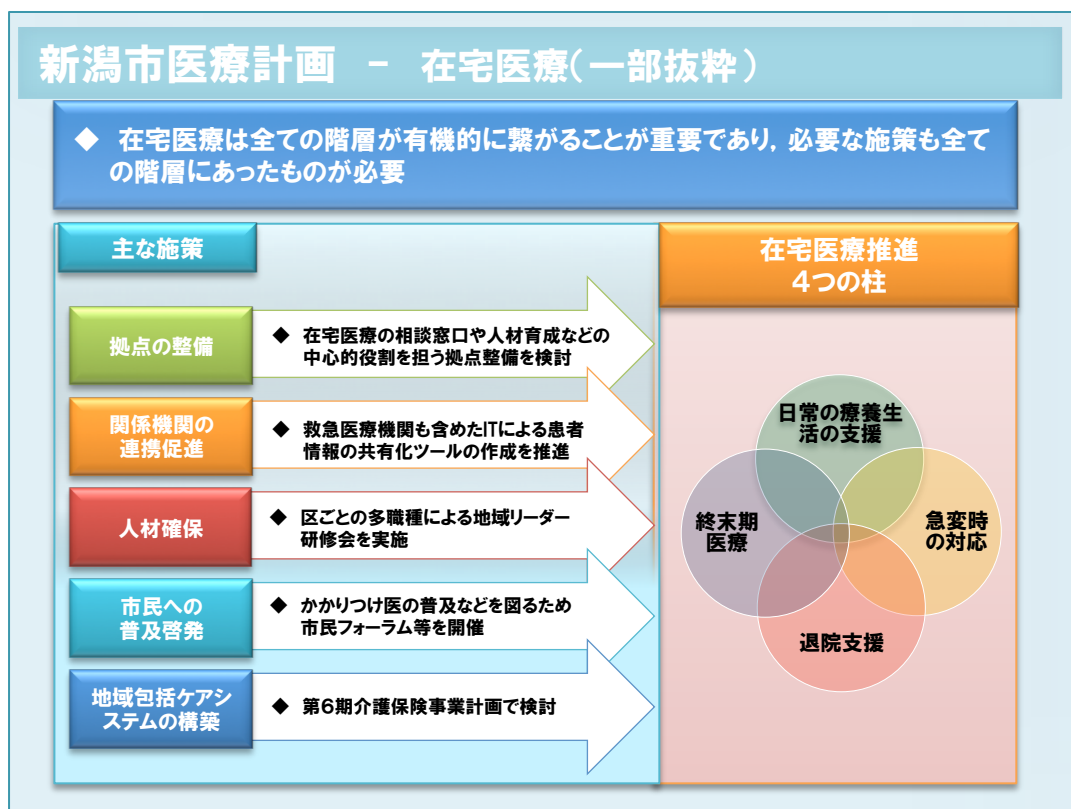 新潟市医療計画 － 在宅医療（一部抜粋）
◆ 在宅医療は全ての階層が有機的に繋がることが重要であり，必要な施策も全て
の階層にあったものが必要
主な施策
拠点の整備
◆ 在宅医療の相談窓口や人材育成などの
中心的役割を担う拠点整備を検討
関係機関の
連携促進
◆ 救急医療機関も含めたITによる患者
情報の共有化ツールの作成を推進
人材確保
◆ 区ごとの多職種による地域リーダー
研修会を実施
市民への
普及啓発
◆ かかりつけ医の普及などを図るため
市民フォーラム等を開催
地域包括ケアシ
ステムの構築
◆ 第６期介護保険事業計画で検討
在宅医療推進
４つの柱
日常の療養生
活の支援
終末期
医療
急変時
の対応
退院支援